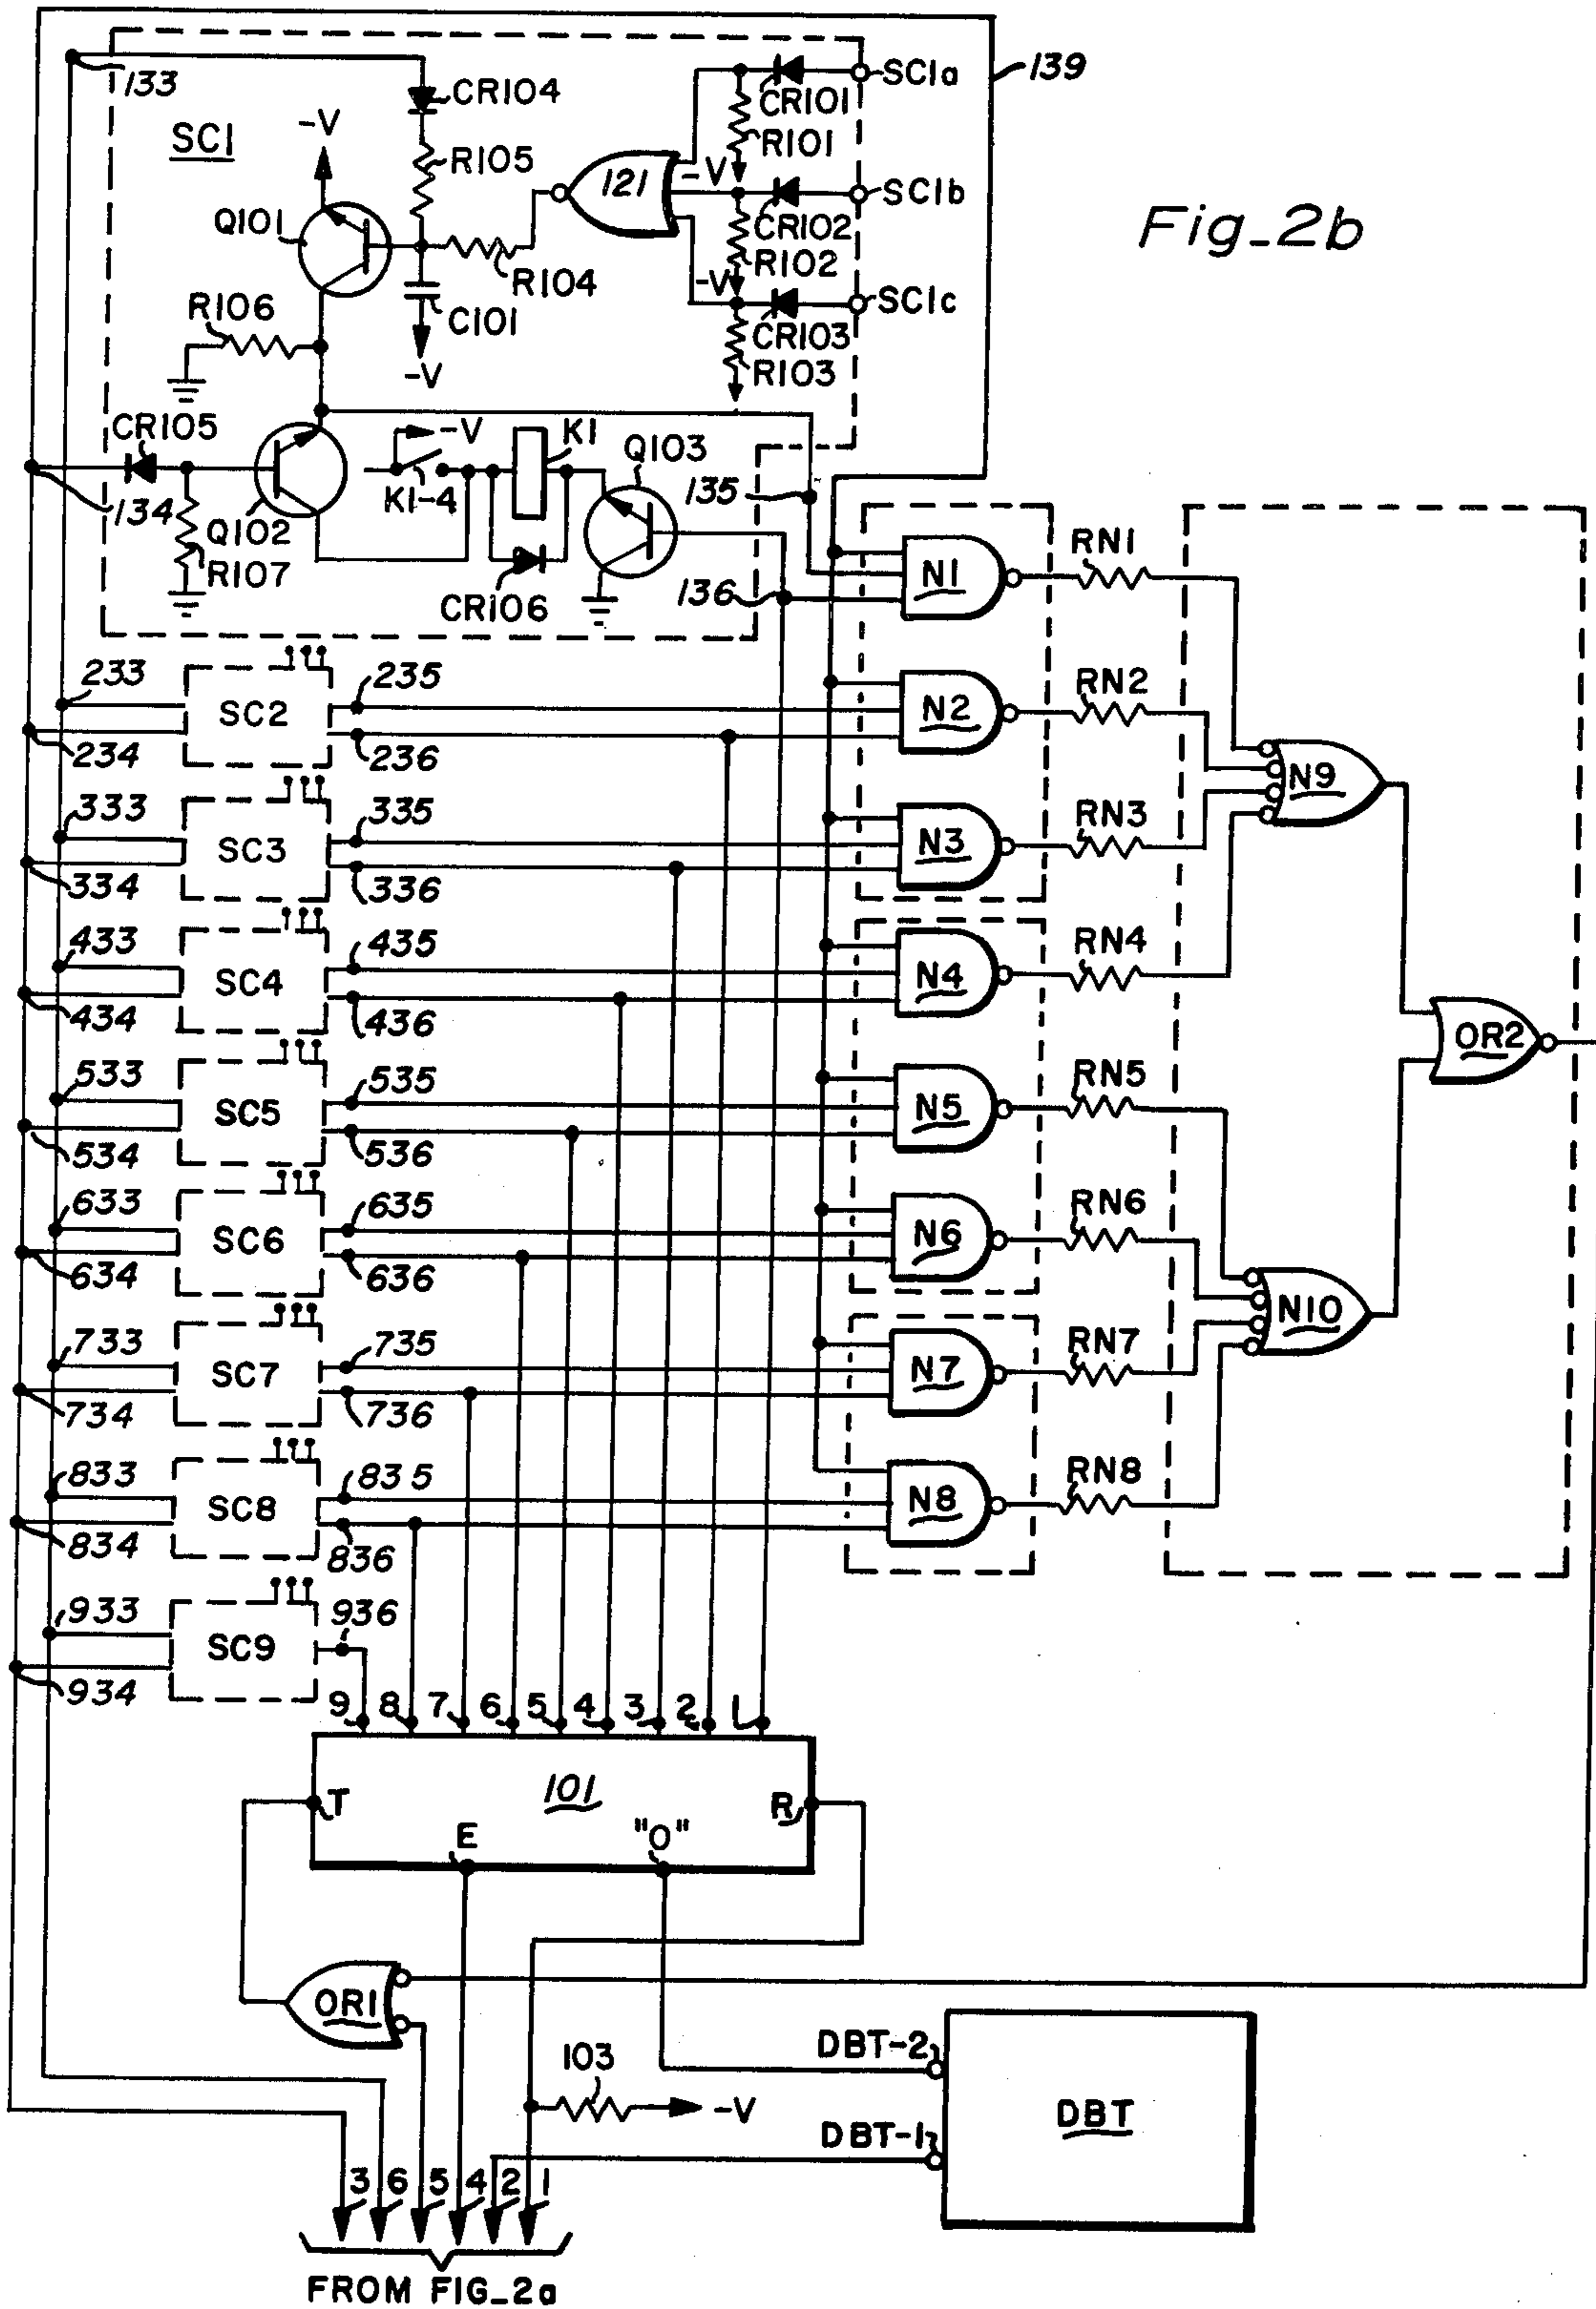 139
133
CR104
SC1a
CR101
R101
-V
SC1
R105
-V
121
SC1b
Q101
CR102
R102
Fig_2b
R104
-V
SC1c
R106
C101
CR103
R103
-V
CR105
-V
K1
Q103
135
134
K1-4
Q102
R107
CR106
136
N1
RN1
233
235
SC2
N2
RN2
234
236
N9
333
335
SC3
N3
RN3
334
336
433
435
SC4
N4
RN4
434
436
OR2
533
535
SC5
N5
RN5
534
536
633
635
SC6
N6
RN6
634
636
N10
733
735
SC7
N7
RN7
734
736
833
835
SC8
N8
RN8
834
836
933
936
SC9
934
9 8 7 6 5 4 3 2 1
T
101
R
E
"O"
OR1
103
DBT-2
-V
DBT
DBT-1
3 6 5 4 2 1
FROM FIG_2a